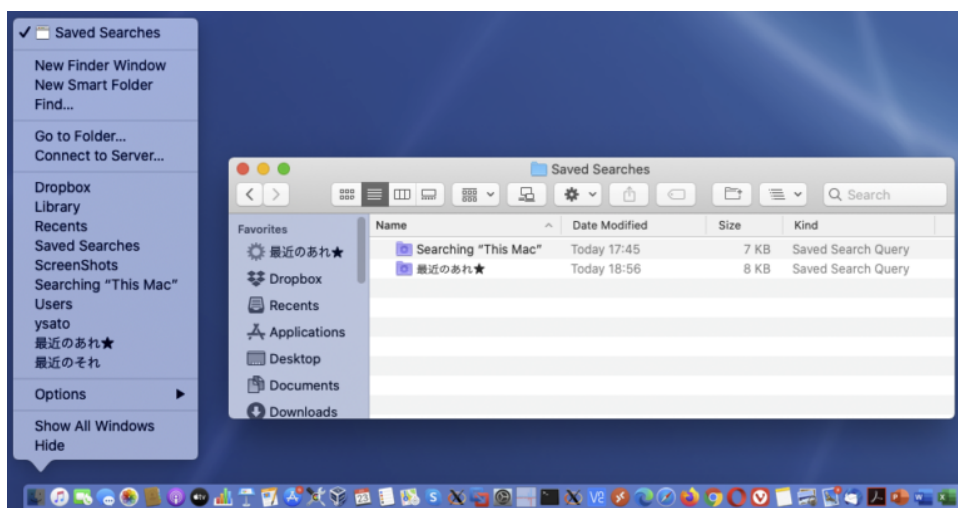 Saved Searches
New Finder Window
New Smart Folder
Find...
Go to Folder...
Connect to Server...
Dropbox
Library
Recents
Saved Searches
ScreenShots
Searching “This Mac”
Users
ysato
最近のあれ★
最近のそれ
Options
Show All Windows
Hide
Saved Searches
Search
Favorites
最近のあれ★
Dropbox
Recents
Applications
Desktop
Documents
Downloads
Name Date Modified Size Kind
Searching “This Mac” Today 17:45 7 KB Saved Search Query
最近のあれ★ Today 18:56 8 KB Saved Search Query